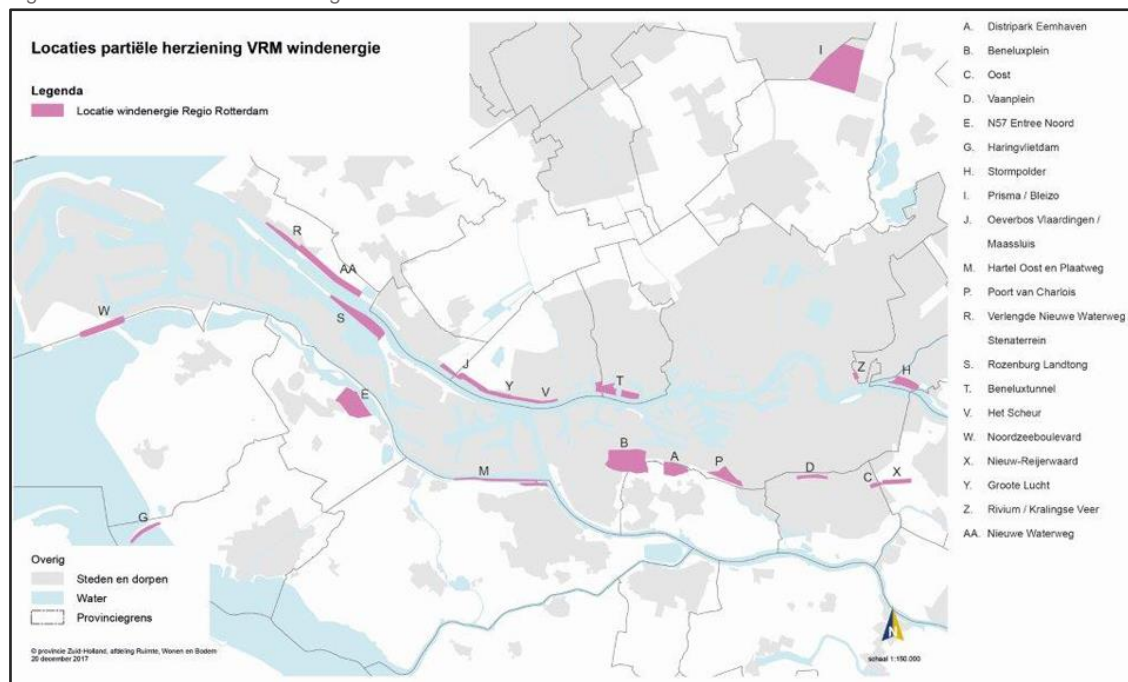 Locaties partiële herziening VRM windenergie
Legenda
Locatie windenergie Regio Rotterdam
A. Distripark Eemhaven
B. Beneluxplein
C. Oost
D. Vaanplein
E. N57 Entree Noord
G. Haringvlietdam
H. Stormpolder
I. Prisma / Bleizo
J. Oeverbos Vlaardingen /
Maassluis
M. Hartel Oost en Plaatweg
P. Poort van Charlois
R. Verlengde Nieuwe Waterweg
Stenaterrein
S. Rozenburg Landtong
T. Beneluxtunnel
V. Het Scheur
W. Noordzeeboulevard
X. Nieuw-Reijerwaard
Y. Groote Lucht
Z. Rivium / Kralingse Veer
AA. Nieuwe Waterweg
I
R
AA
W
S
J
Y
V
T
Z
H
E
B
A
P
D
C
X
M
G
Overig
Steden en dorpen
Water
Provinciegrens
© provincie Zuid-Holland, afdeling Ruimte, Wonen en Bodem
20 december 2017
N
schaal 1:150.000